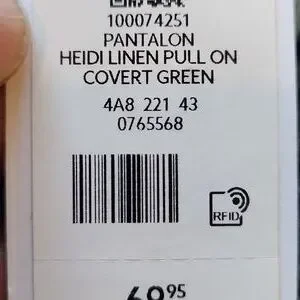 100074251
PANTALON
HEIDI LINEN PULL ON
COVERT GREEN
4A8 221 43
0765568
RFID
69⁹⁵